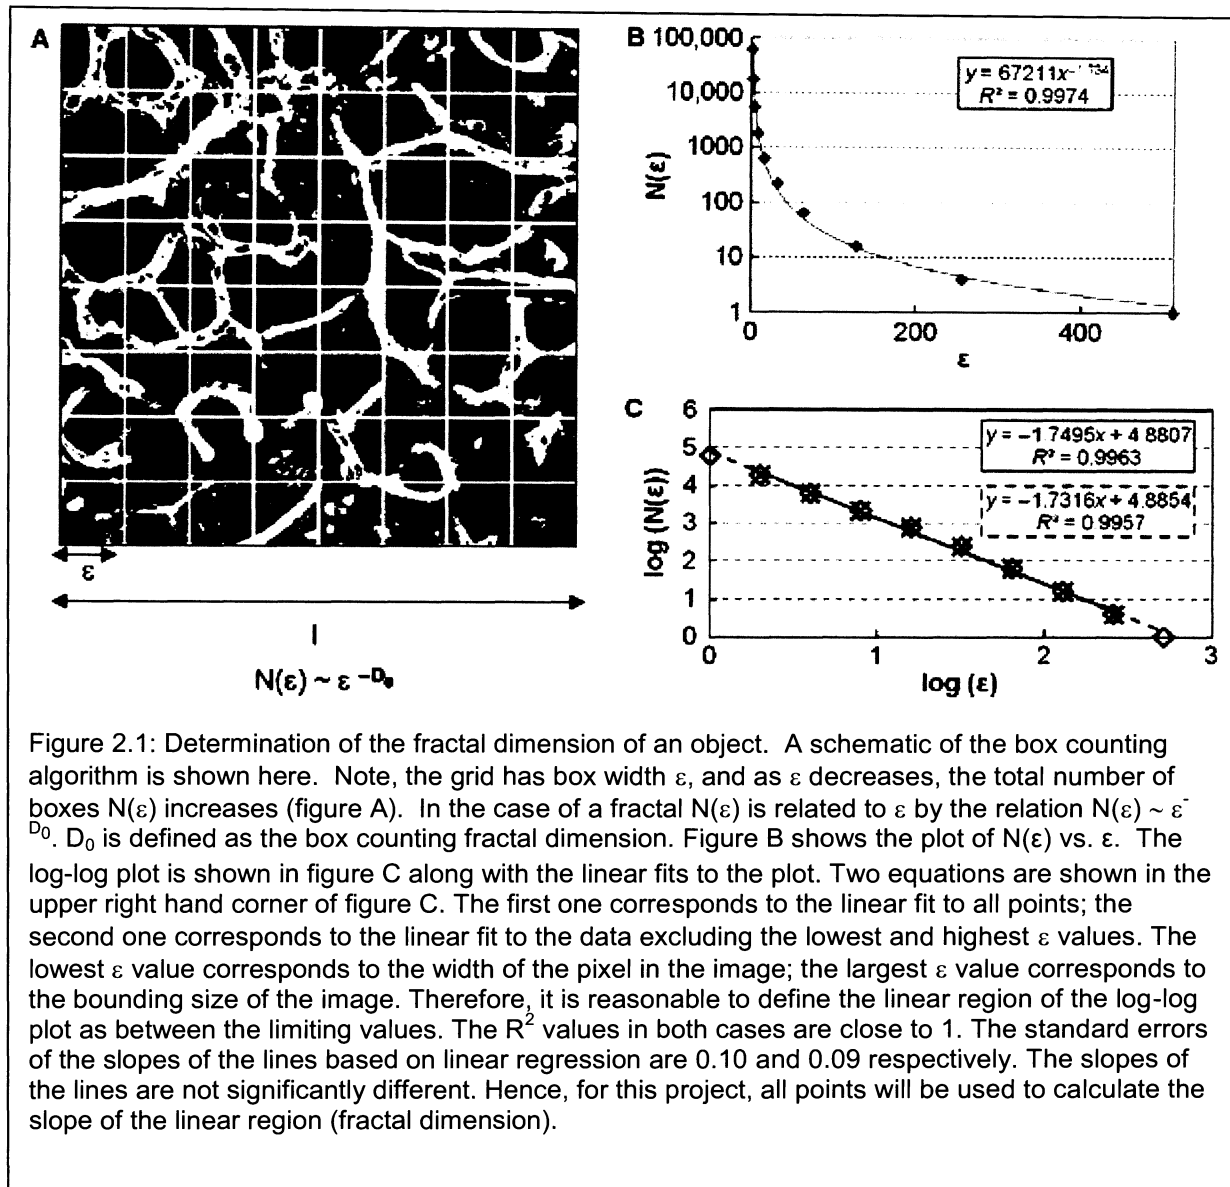 A
ε
l
N(ε) ~ ε -D₀
B
100,000
10,000
1000
100
10
1
N(ε)
y = 67211x
R² = 0.9974
0
200
400
ε
C
6
5
4
3
2
1
0
log (N(ε))
y = −1.7495x + 4.8807
R² = 0.9963
y = −1.7316x + 4.8854
R² = 0.9957
0
1
2
3
log (ε)
Figure 2.1: Determination of the fractal dimension of an object. A schematic of the box counting
algorithm is shown here. Note, the grid has box width ε, and as ε decreases, the total number of
boxes N(ε) increases (figure A). In the case of a fractal N(ε) is related to ε by the relation N(ε) ~ ε⁻
D₀. D₀ is defined as the box counting fractal dimension. Figure B shows the plot of N(ε) vs. ε. The
log-log plot is shown in figure C along with the linear fits to the plot. Two equations are shown in the
upper right hand corner of figure C. The first one corresponds to the linear fit to all points; the
second one corresponds to the linear fit to the data excluding the lowest and highest ε values. The
lowest ε value corresponds to the width of the pixel in the image; the largest ε value corresponds to
the bounding size of the image. Therefore, it is reasonable to define the linear region of the log-log
plot as between the limiting values. The R² values in both cases are close to 1. The standard errors
of the slopes of the lines based on linear regression are 0.10 and 0.09 respectively. The slopes of
the lines are not significantly different. Hence, for this project, all points will be used to calculate the
slope of the linear region (fractal dimension).